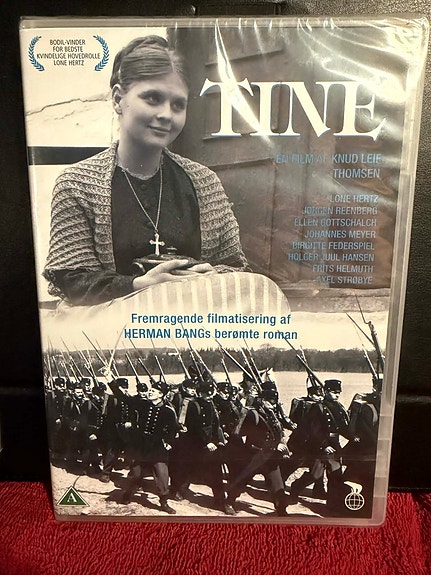 BODIL-VINDER
FOR BEDSTE
KVINDELIGE HOVEDROLLE
LONE HERTZ
TINE
EN FILM AF KNUD LEIF
THOMSEN
LONE HERTZ
JØRGEN REENBERG
ELLEN GOTTSCHALCH
JOHANNES MEYER
BIRGITTE FEDERSPIEL
HOLGER JUUL HANSEN
FRITS HELMUTH
AXEL STRØBYE
Fremragende filmatisering af
HERMAN BANGs berømte roman
A